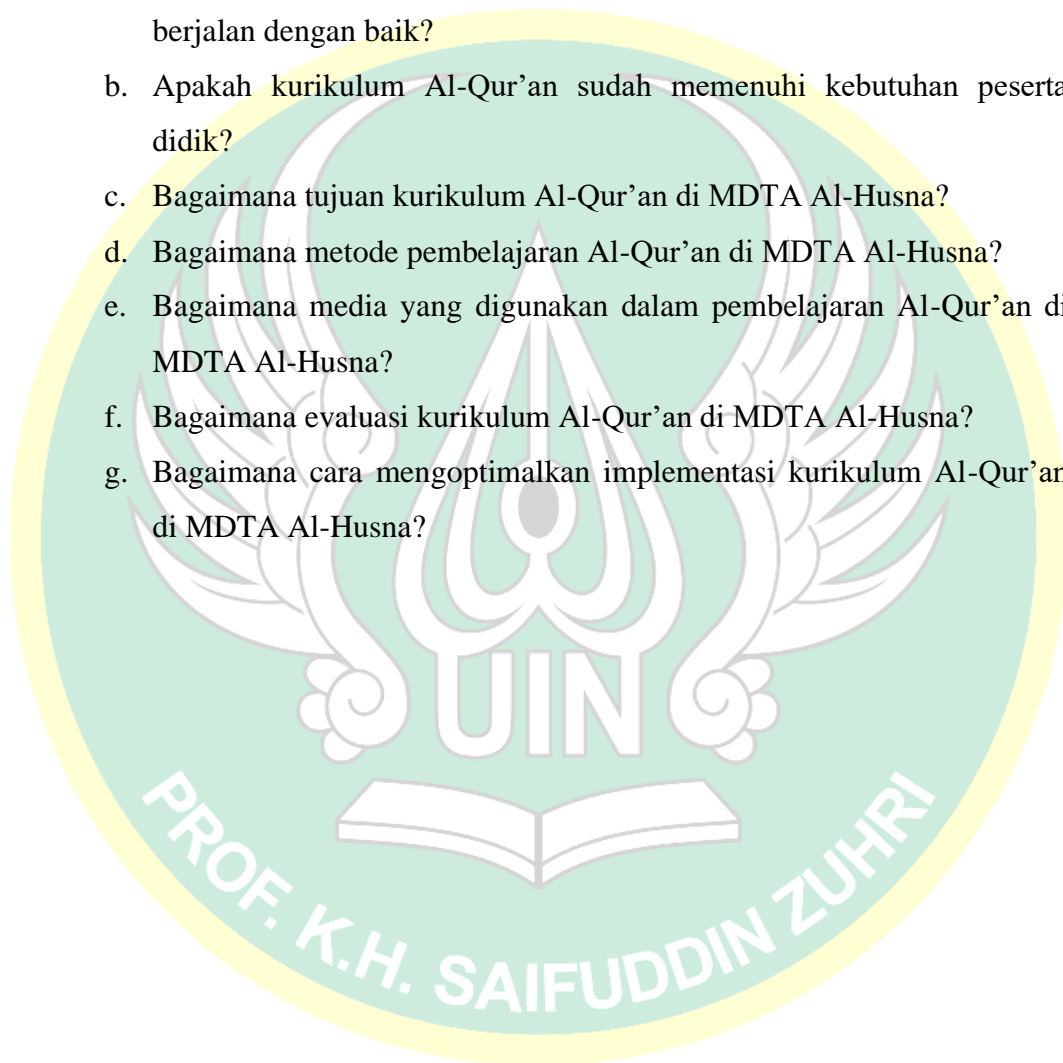 berjalan dengan baik?
b. Apakah kurikulum Al-Qur’an sudah memenuhi kebutuhan peserta
didik?
c. Bagaimana tujuan kurikulum Al-Qur’an di MDTA Al-Husna?
d. Bagaimana metode pembelajaran Al-Qur’an di MDTA Al-Husna?
e. Bagaimana media yang digunakan dalam pembelajaran Al-Qur’an di
MDTA Al-Husna?
f. Bagaimana evaluasi kurikulum Al-Qur’an di MDTA Al-Husna?
g. Bagaimana cara mengoptimalkan implementasi kurikulum Al-Qur’an
di MDTA Al-Husna?
UIN
PROF. K.H. SAIFUDDIN ZUHRI